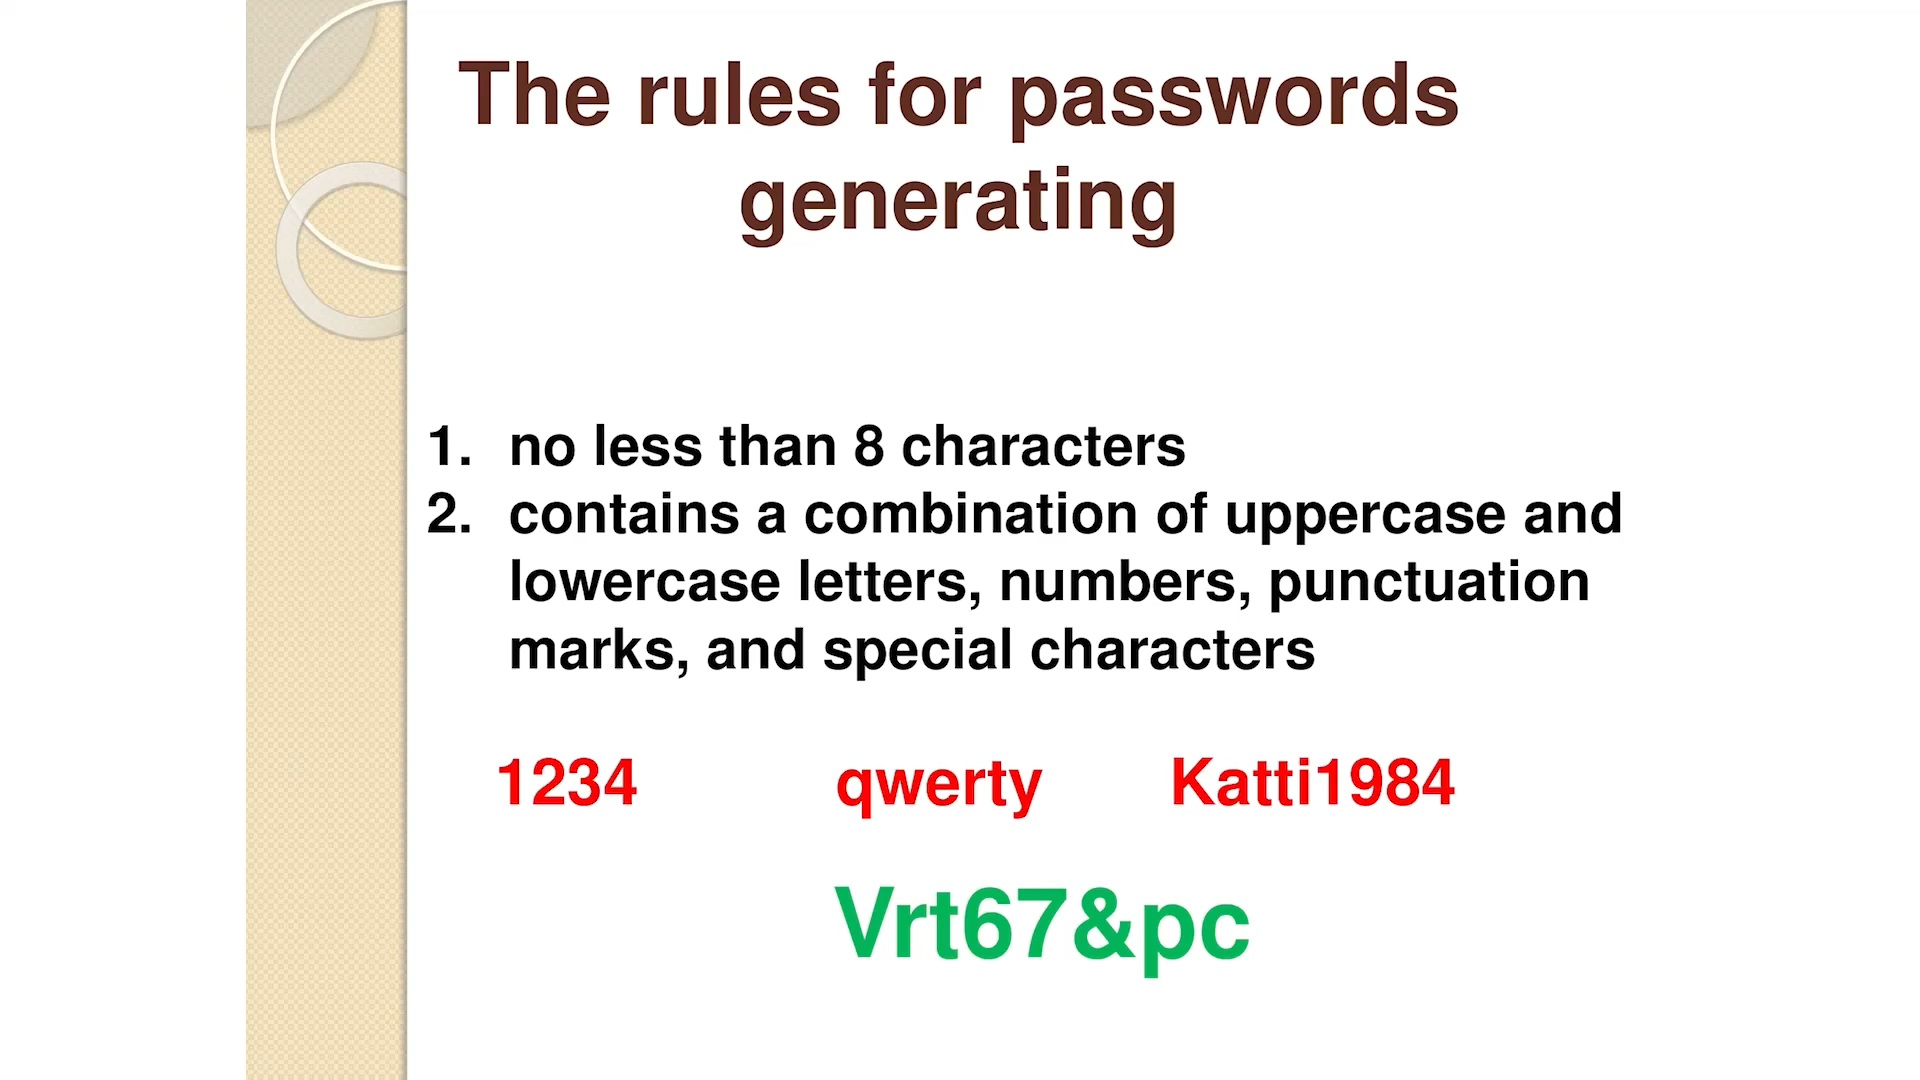 The rules for passwords
generating
1. no less than 8 characters
2. contains a combination of uppercase and
lowercase letters, numbers, punctuation
marks, and special characters
1234 qwerty Katti1984
Vrt67&pc